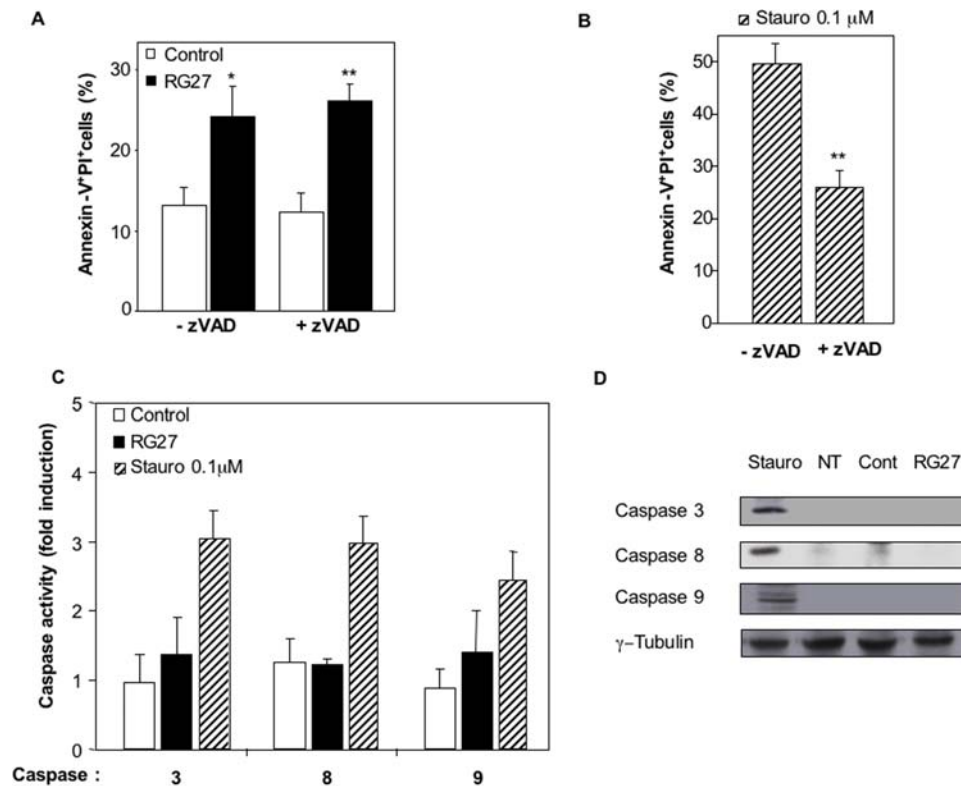 A
Control
RG27
Annexin -V⁺PI⁺cells (%)
30
20
10
0
*
**
- zVAD
+ zVAD
B
Stauro 0.1 μM
Annexin -V⁺PI⁺cells (%)
50
40
30
20
10
0
**
- zVAD
+ zVAD
C
Control
RG27
Stauro 0.1μM
Caspase activity (fold induction)
5
4
3
2
1
0
Caspase : 3 8 9
D
Stauro NT Cont RG27
Caspase 3
Caspase 8
Caspase 9
γ–Tubulin